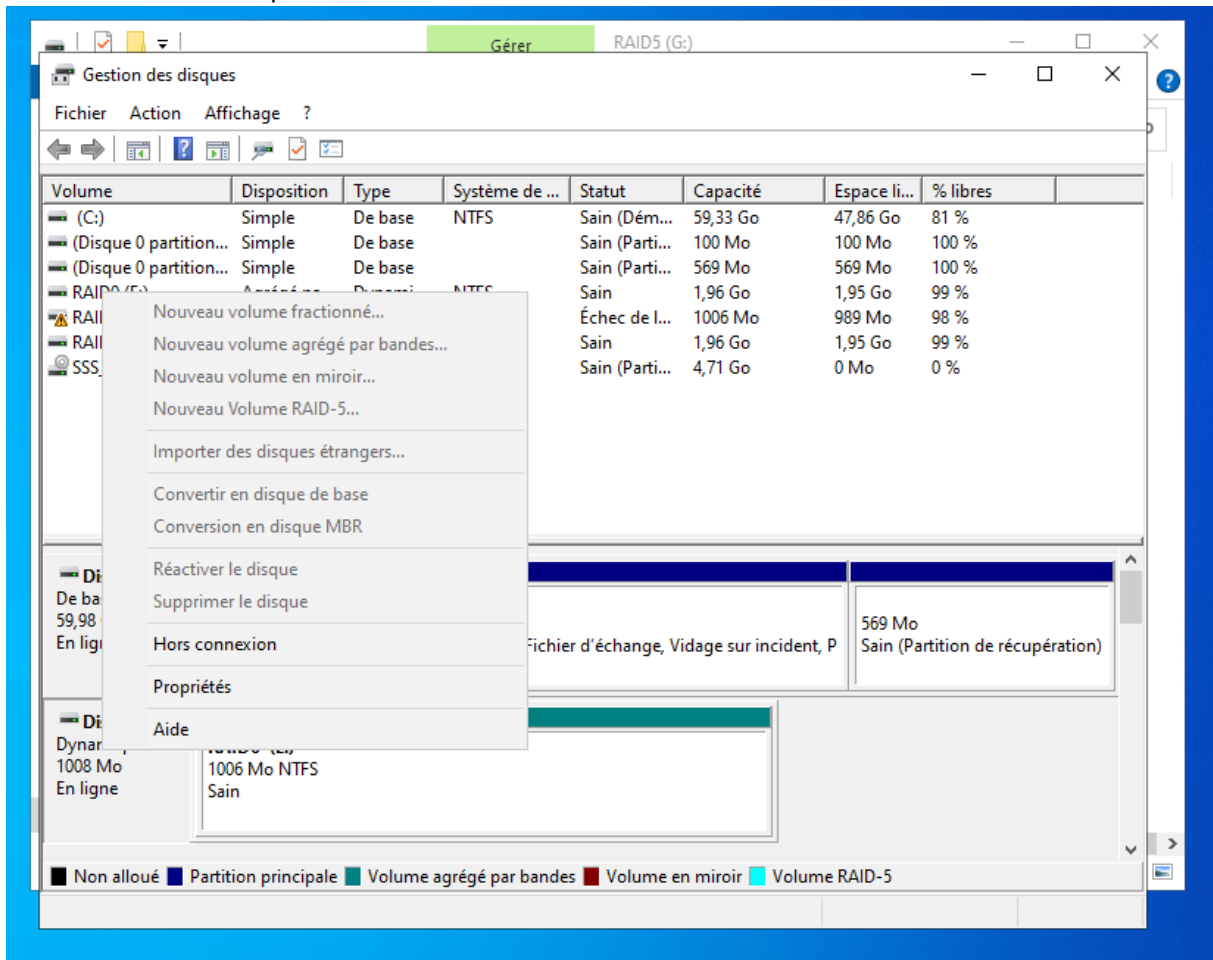 Gérer RAID5 (G:)
Gestion des disques
Fichier Action Affichage ?
Volume Disposition Type Système de ... Statut Capacité Espace li... % libres
(C:) Simple De base NTFS Sain (Dém... 59,33 Go 47,86 Go 81 %
(Disque 0 partition... Simple De base Sain (Parti... 100 Mo 100 Mo 100 %
(Disque 0 partition... Simple De base Sain (Parti... 569 Mo 569 Mo 100 %
Sain 1,96 Go 1,95 Go 99 %
Échec de l... 1006 Mo 989 Mo 98 %
Sain 1,96 Go 1,95 Go 99 %
SSS_ Sain (Parti... 4,71 Go 0 Mo 0 %
Nouveau volume fractionné...
Nouveau volume agrégé par bandes...
Nouveau volume en miroir...
Nouveau Volume RAID-5...
Importer des disques étrangers...
Convertir en disque de base
Conversion en disque MBR
Réactiver le disque
Supprimer le disque
Hors connexion
Propriétés
Aide
De ba
59,98
En lig
Fichier d'échange, Vidage sur incident, P
569 Mo
Sain (Partition de récupération)
1008 Mo
En ligne
1006 Mo NTFS
Sain
Non alloué Partition principale Volume agrégé par bandes Volume en miroir Volume RAID-5